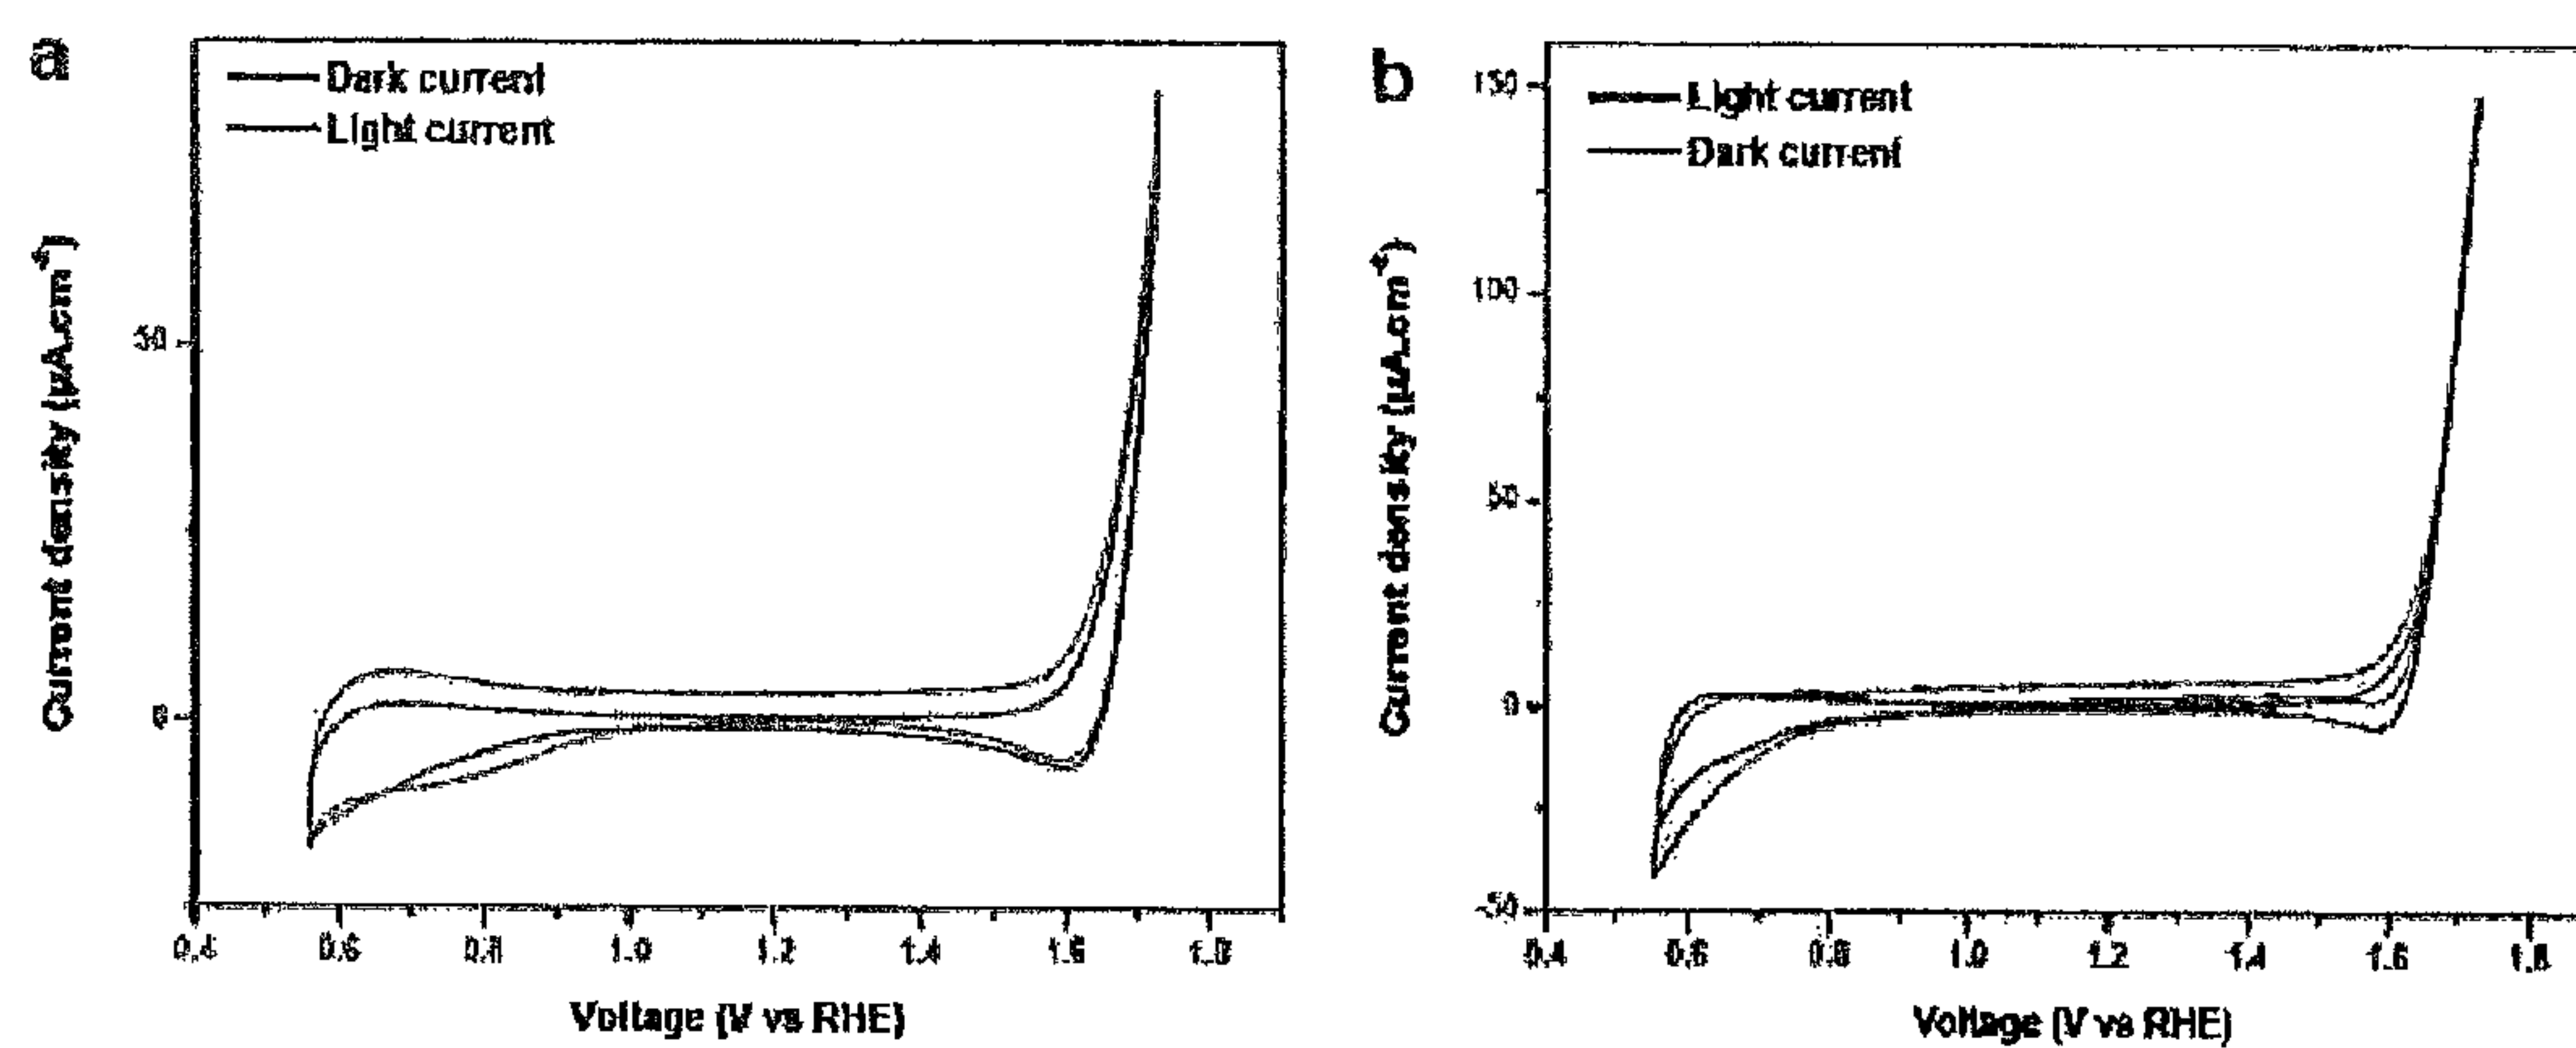 a
Dark current
Light current
50
0
0.4 0.6 0.8 1.0 1.2 1.4 1.6 1.8
Voltage (V vs RHE)
b
Light current
Dark current
150
100
50
0
-50
0.4 0.6 0.8 1.0 1.2 1.4 1.6 1.8
Voltage (V vs RHE)
Current density (µA.cm
Current density (µA.cm